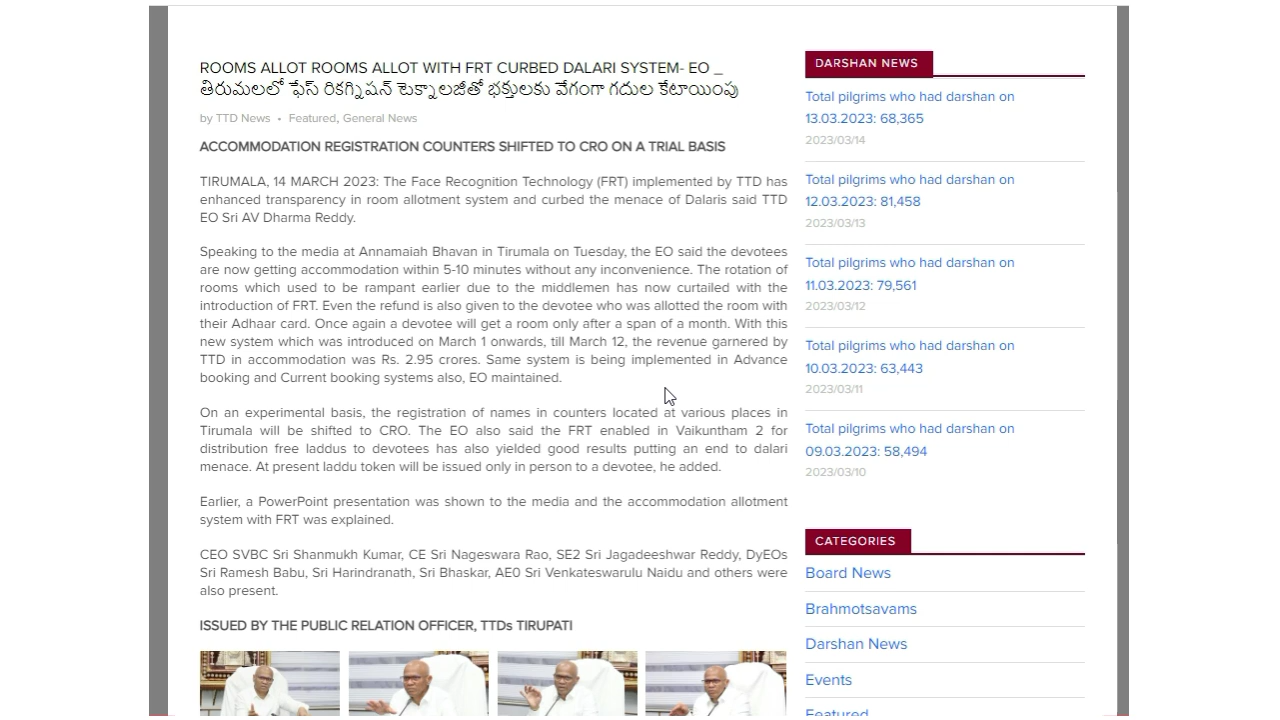 ROOMS ALLOT ROOMS ALLOT WITH FRT CURBED DALARI SYSTEM- EO _
తిరుమలలో ఫేస్ రికగ్నిషన్ టెక్నాలజీతో భక్తులకు వేగంగా గదుల కేటాయింపు
by TTD News • Featured, General News
ACCOMMODATION REGISTRATION COUNTERS SHIFTED TO CRO ON A TRIAL BASIS
TIRUMALA, 14 MARCH 2023: The Face Recognition Technology (FRT) implemented by TTD has
enhanced transparency in room allotment system and curbed the menace of Dalaris said TTD
EO Sri AV Dharma Reddy.
Speaking to the media at Annamaiah Bhavan in Tirumala on Tuesday, the EO said the devotees
are now getting accommodation within 5-10 minutes without any inconvenience. The rotation of
rooms which used to be rampant earlier due to the middlemen has now curtailed with the
introduction of FRT. Even the refund is also given to the devotee who was allotted the room with
their Adhaar card. Once again a devotee will get a room only after a span of a month. With this
new system which was introduced on March 1 onwards, till March 12, the revenue garnered by
TTD in accommodation was Rs. 2.95 crores. Same system is being implemented in Advance
booking and Current booking systems also, EO maintained.
On an experimental basis, the registration of names in counters located at various places in
Tirumala will be shifted to CRO. The EO also said the FRT enabled in Vaikuntham 2 for
distribution free laddus to devotees has also yielded good results putting an end to dalari
menace. At present laddu token will be issued only in person to a devotee, he added.
Earlier, a PowerPoint presentation was shown to the media and the accommodation allotment
system with FRT was explained.
CEO SVBC Sri Shanmukh Kumar, CE Sri Nageswara Rao, SE2 Sri Jagadeeshwar Reddy, DyEOs
Sri Ramesh Babu, Sri Harindranath, Sri Bhaskar, AE0 Sri Venkateswarulu Naidu and others were
also present.
ISSUED BY THE PUBLIC RELATION OFFICER, TTDs TIRUPATI
DARSHAN NEWS
Total pilgrims who had darshan on
13.03.2023: 68,365
2023/03/14
Total pilgrims who had darshan on
12.03.2023: 81,458
2023/03/13
Total pilgrims who had darshan on
11.03.2023: 79,561
2023/03/12
Total pilgrims who had darshan on
10.03.2023: 63,443
2023/03/11
Total pilgrims who had darshan on
09.03.2023: 58,494
2023/03/10
CATEGORIES
Board News
Brahmotsavams
Darshan News
Events
Featured